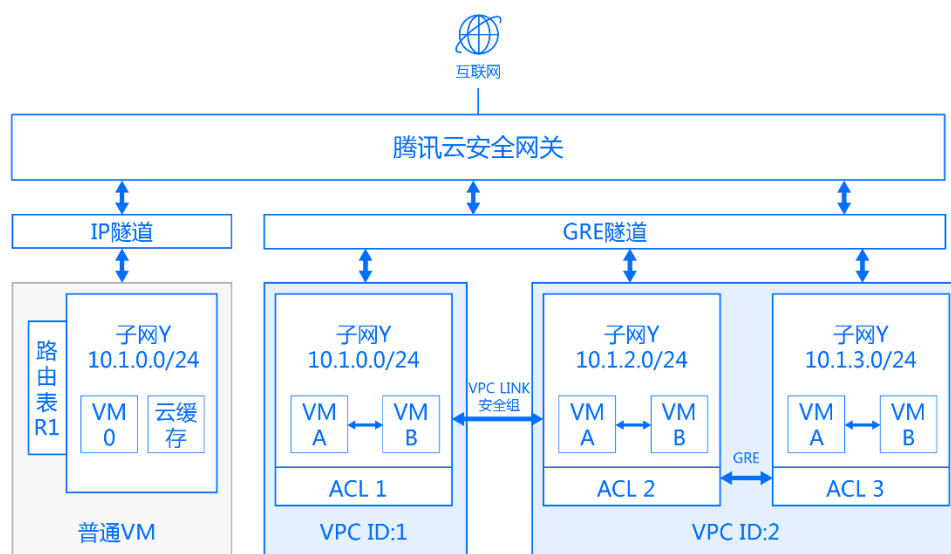 互联网
腾讯云安全网关
IP隧道
GRE隧道
路
由
表
R1
子网Y
10.1.0.0/24
VM
0
云缓
存
普通VM
子网Y
10.1.0.0/24
VM
A
VM
B
ACL 1
VPC ID:1
VPC LINK
安全组
子网Y
10.1.2.0/24
VM
A
VM
B
ACL 2
GRE
子网Y
10.1.3.0/24
VM
A
VM
B
ACL 3
VPC ID:2